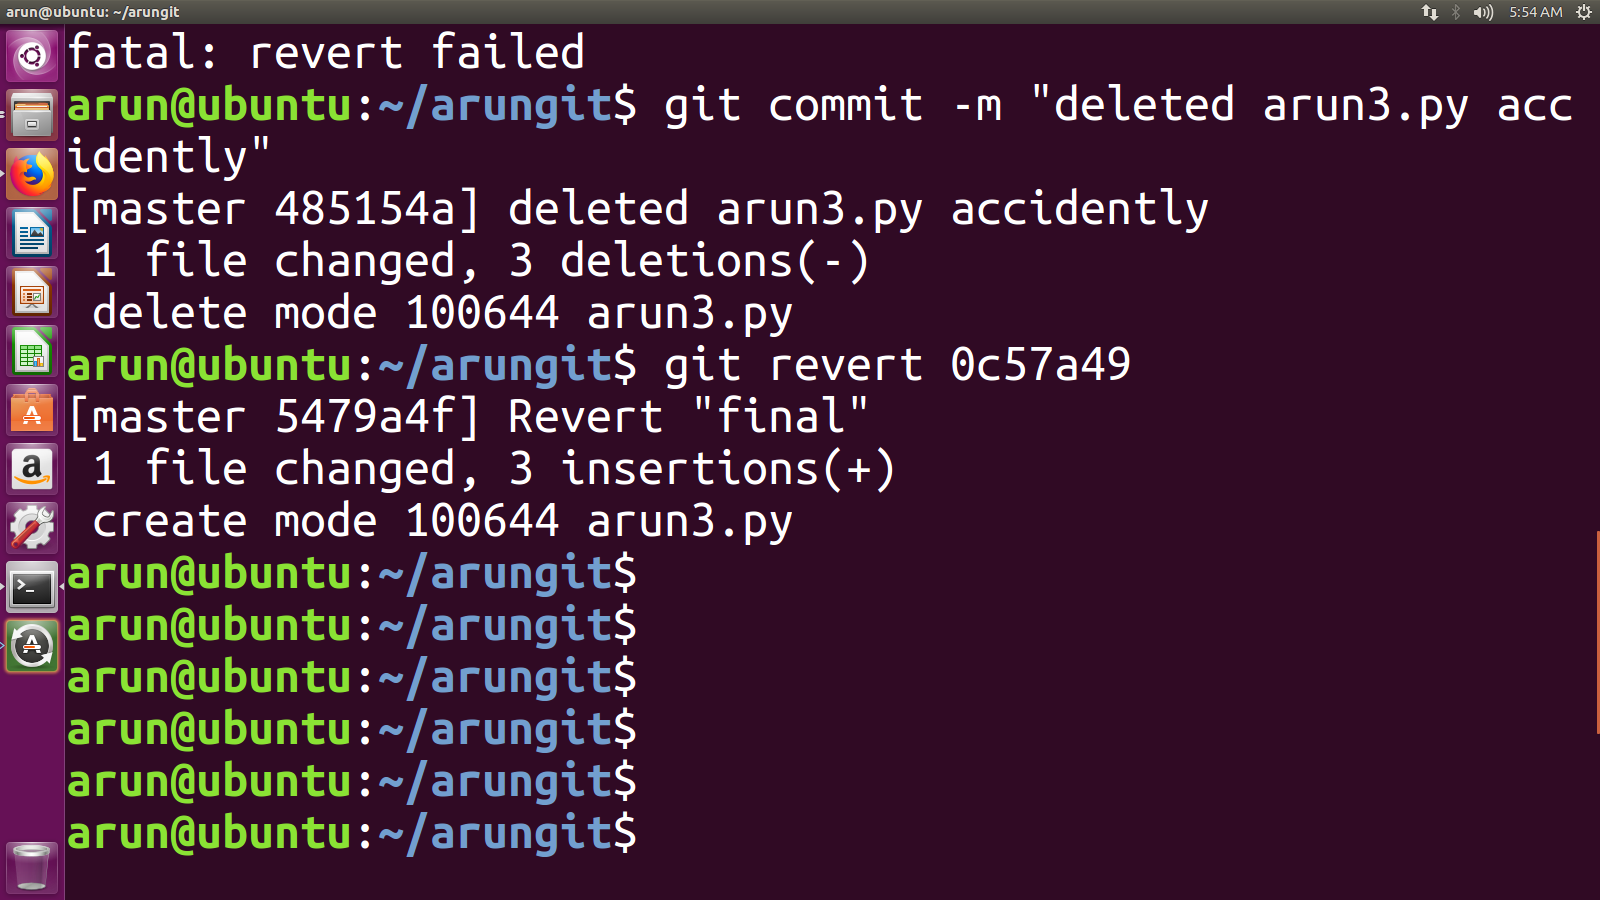 arun@ubuntu: ~/arungit
5:54 AM
fatal: revert failed
arun@ubuntu:~/arungit$ git commit -m "deleted arun3.py acc
idently"
[master 485154a] deleted arun3.py accidently
 1 file changed, 3 deletions(-)
 delete mode 100644 arun3.py
arun@ubuntu:~/arungit$ git revert 0c57a49
[master 5479a4f] Revert "final"
 1 file changed, 3 insertions(+)
 create mode 100644 arun3.py
arun@ubuntu:~/arungit$
arun@ubuntu:~/arungit$
arun@ubuntu:~/arungit$
arun@ubuntu:~/arungit$
arun@ubuntu:~/arungit$
arun@ubuntu:~/arungit$